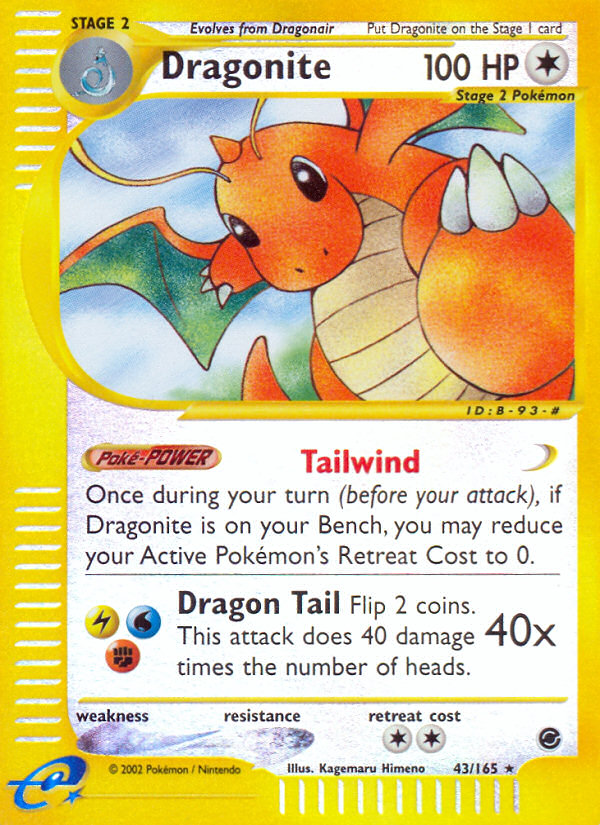 STAGE 2
Evolves from Dragonair
Put Dragonite on the Stage 1 card
Dragonite
100 HP
Stage 2 Pokémon
ID:B-93-#
Poké-POWER
Tailwind
Once during your turn (before your attack), if
Dragonite is on your Bench, you may reduce
your Active Pokémon's Retreat Cost to 0.
Dragon Tail Flip 2 coins.
This attack does 40 damage
times the number of heads.
40x
weakness
resistance
retreat cost
© 2002 Pokémon / Nintendo
Illus. Kagemaru Himeno
43/165 ★
e